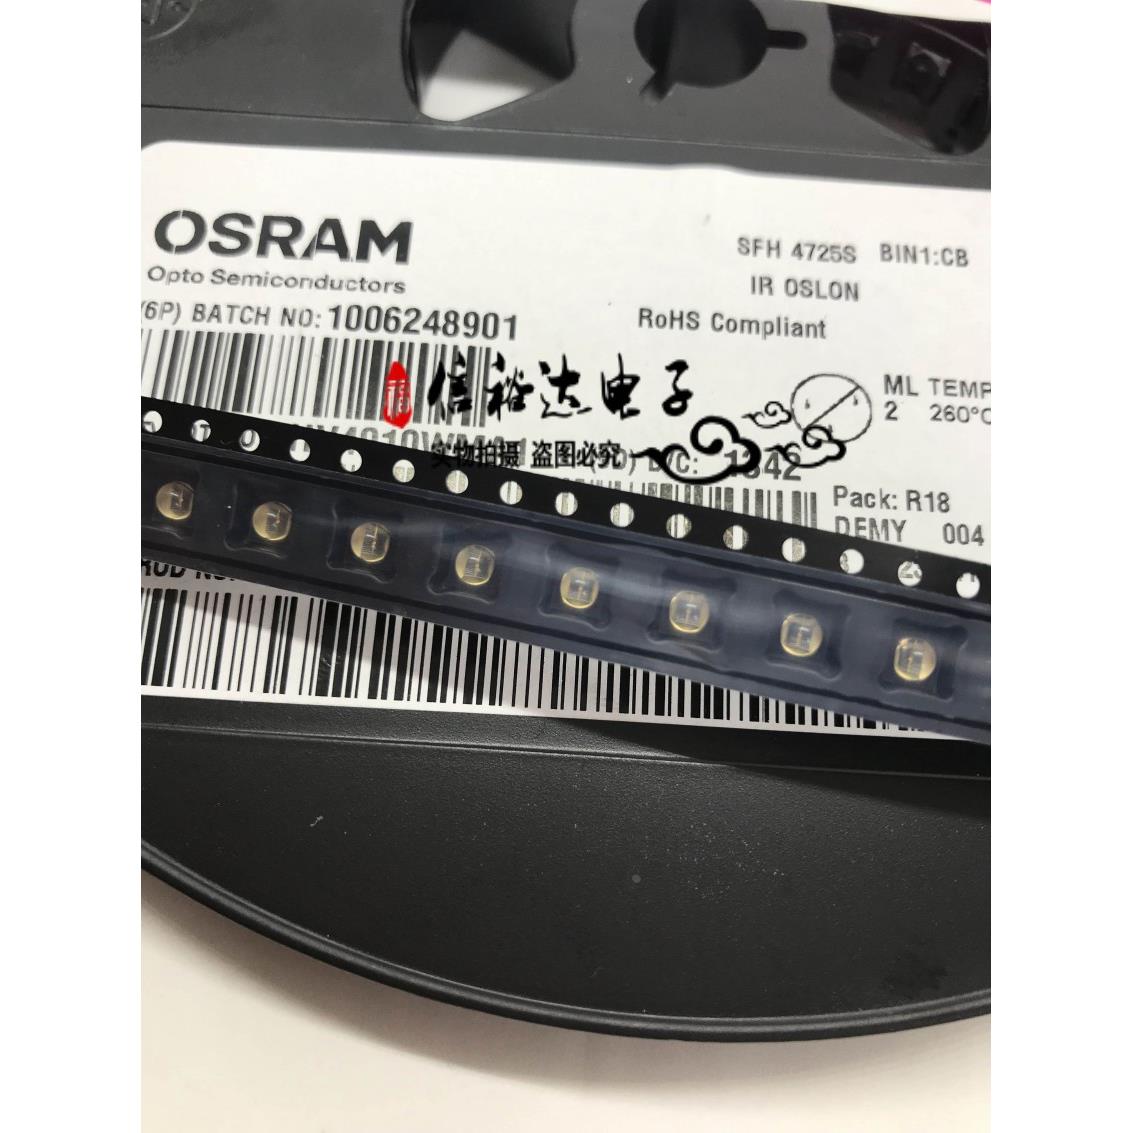 OSRAM
Opto Semiconductors
SFH 4725S BIN1:CB
IR OSLON
RoHS Compliant
(6P) BATCH NO: 1006248901
信裕达电子
实物拍摄 盗图必究
ML TEMP
2 260°C
D/C: 1342
Pack: R18
DEMY 004